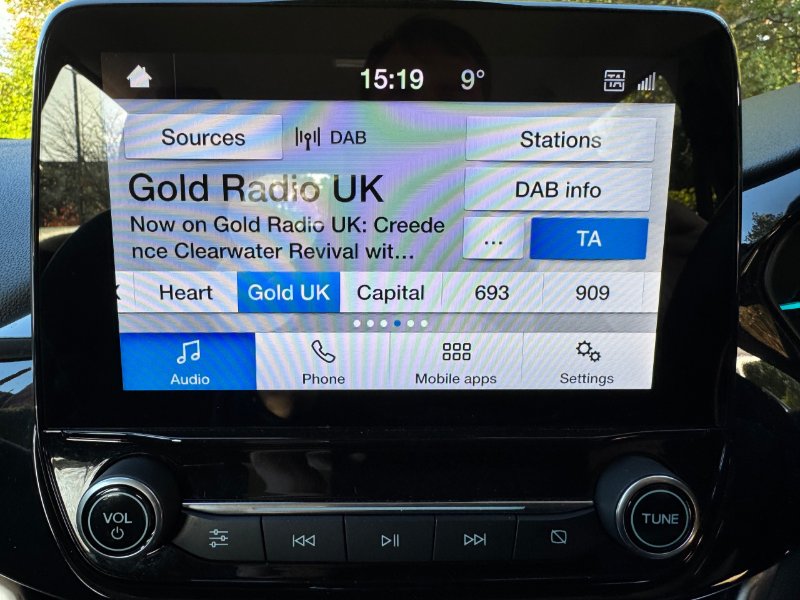 15:19 9° TA
Sources DAB Stations
Gold Radio UK
DAB info
Now on Gold Radio UK: Creede
nce Clearwater Revival wit...
... TA
Heart Gold UK Capital 693 909
Audio Phone Mobile apps Settings
VOL TUNE